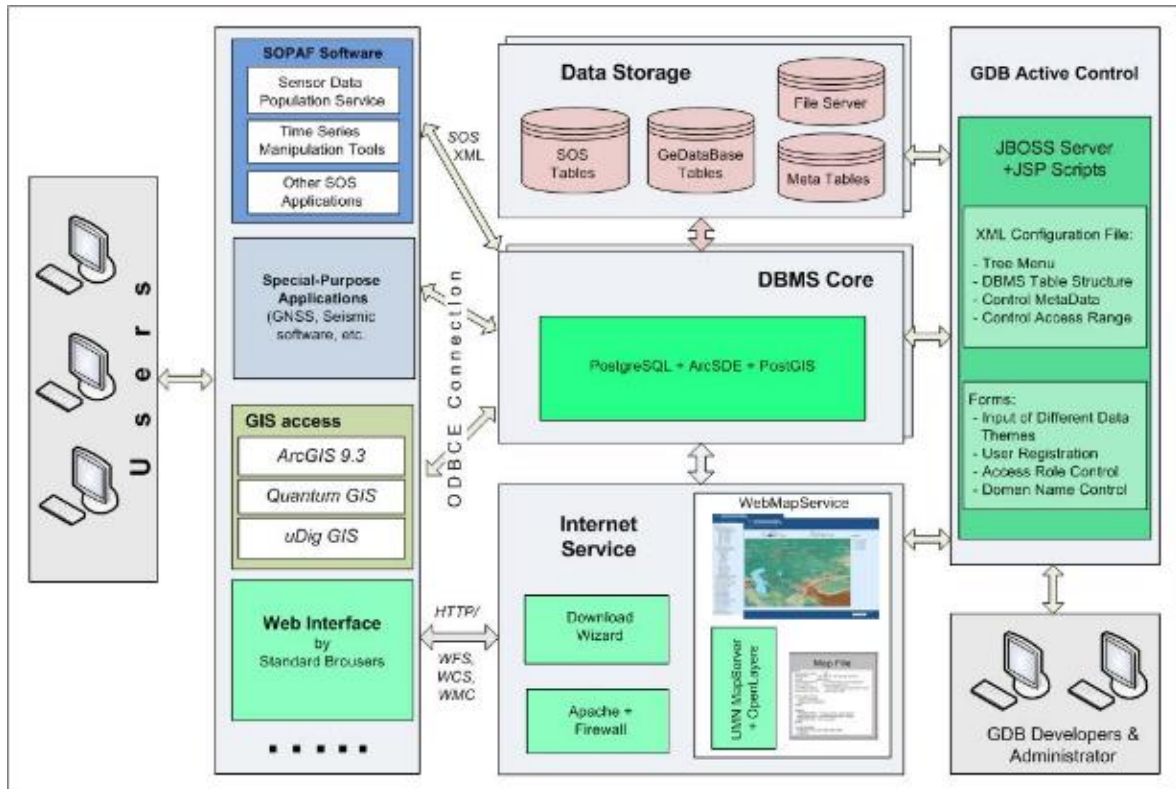 Users
SOPAF Software
Sensor Data
Population Service
Time Series
Manipulation Tools
Other SOS
Applications
Special-Purpose
Applications
(GNSS, Seismic
software, etc.
GIS access
ArcGIS 9.3
Quantum GIS
uDig GIS
Web Interface
by
Standard Brousers
SOS
XML
ODBCE Connection
HTTP/
WFS,
WCS,
WMC
Data Storage
SOS
Tables
GeDataBase
Tables
File Server
Meta Tables
DBMS Core
PostgreSQL + ArcSDE + PostGIS
Internet
Service
Download
Wizard
Apache +
Firewall
WebMapService
UMN MapServer
+ OpenLayers
Map File
GDB Active Control
JBOSS Server
+JSP Scripts
XML Configuration File:
- Tree Menu
- DBMS Table Structure
- Control MetaData
- Control Access Range
Forms:
- Input of Different Data
Themes
- User Registration
- Access Role Control
- Domen Name Control
GDB Developers &
Administrator